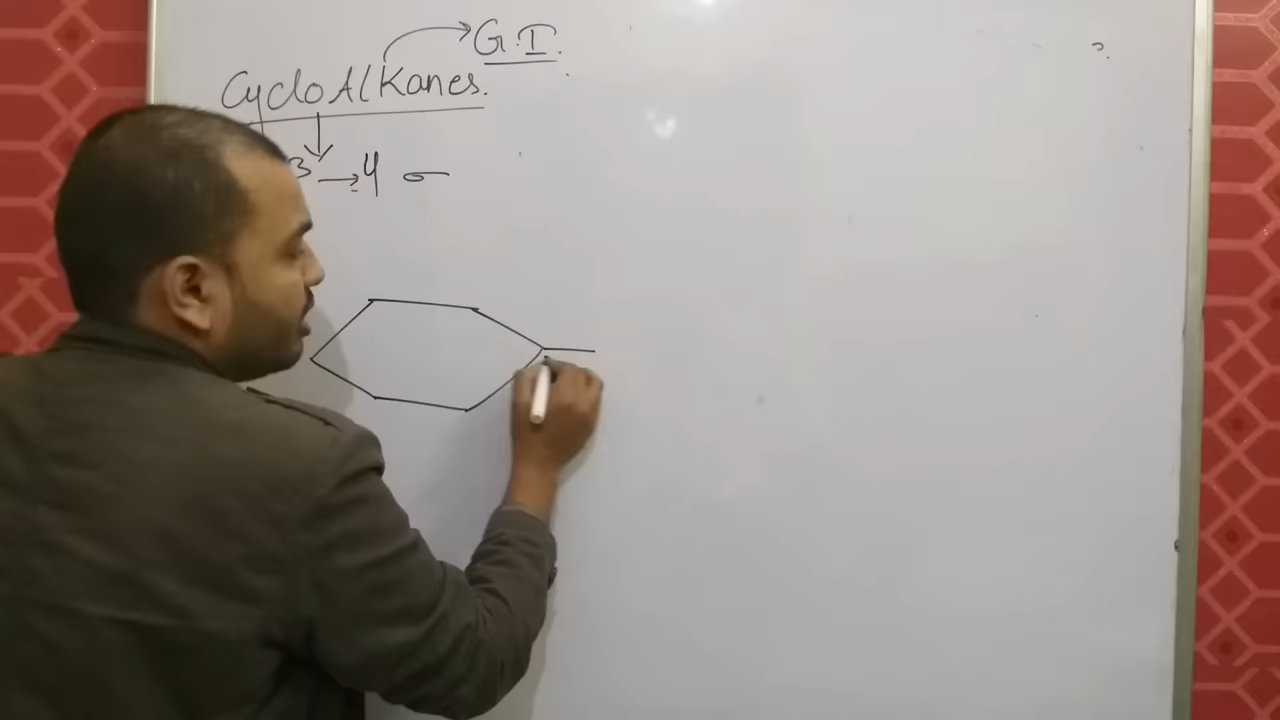 G.I.
CycloAlkanes.
3 → 4 σ